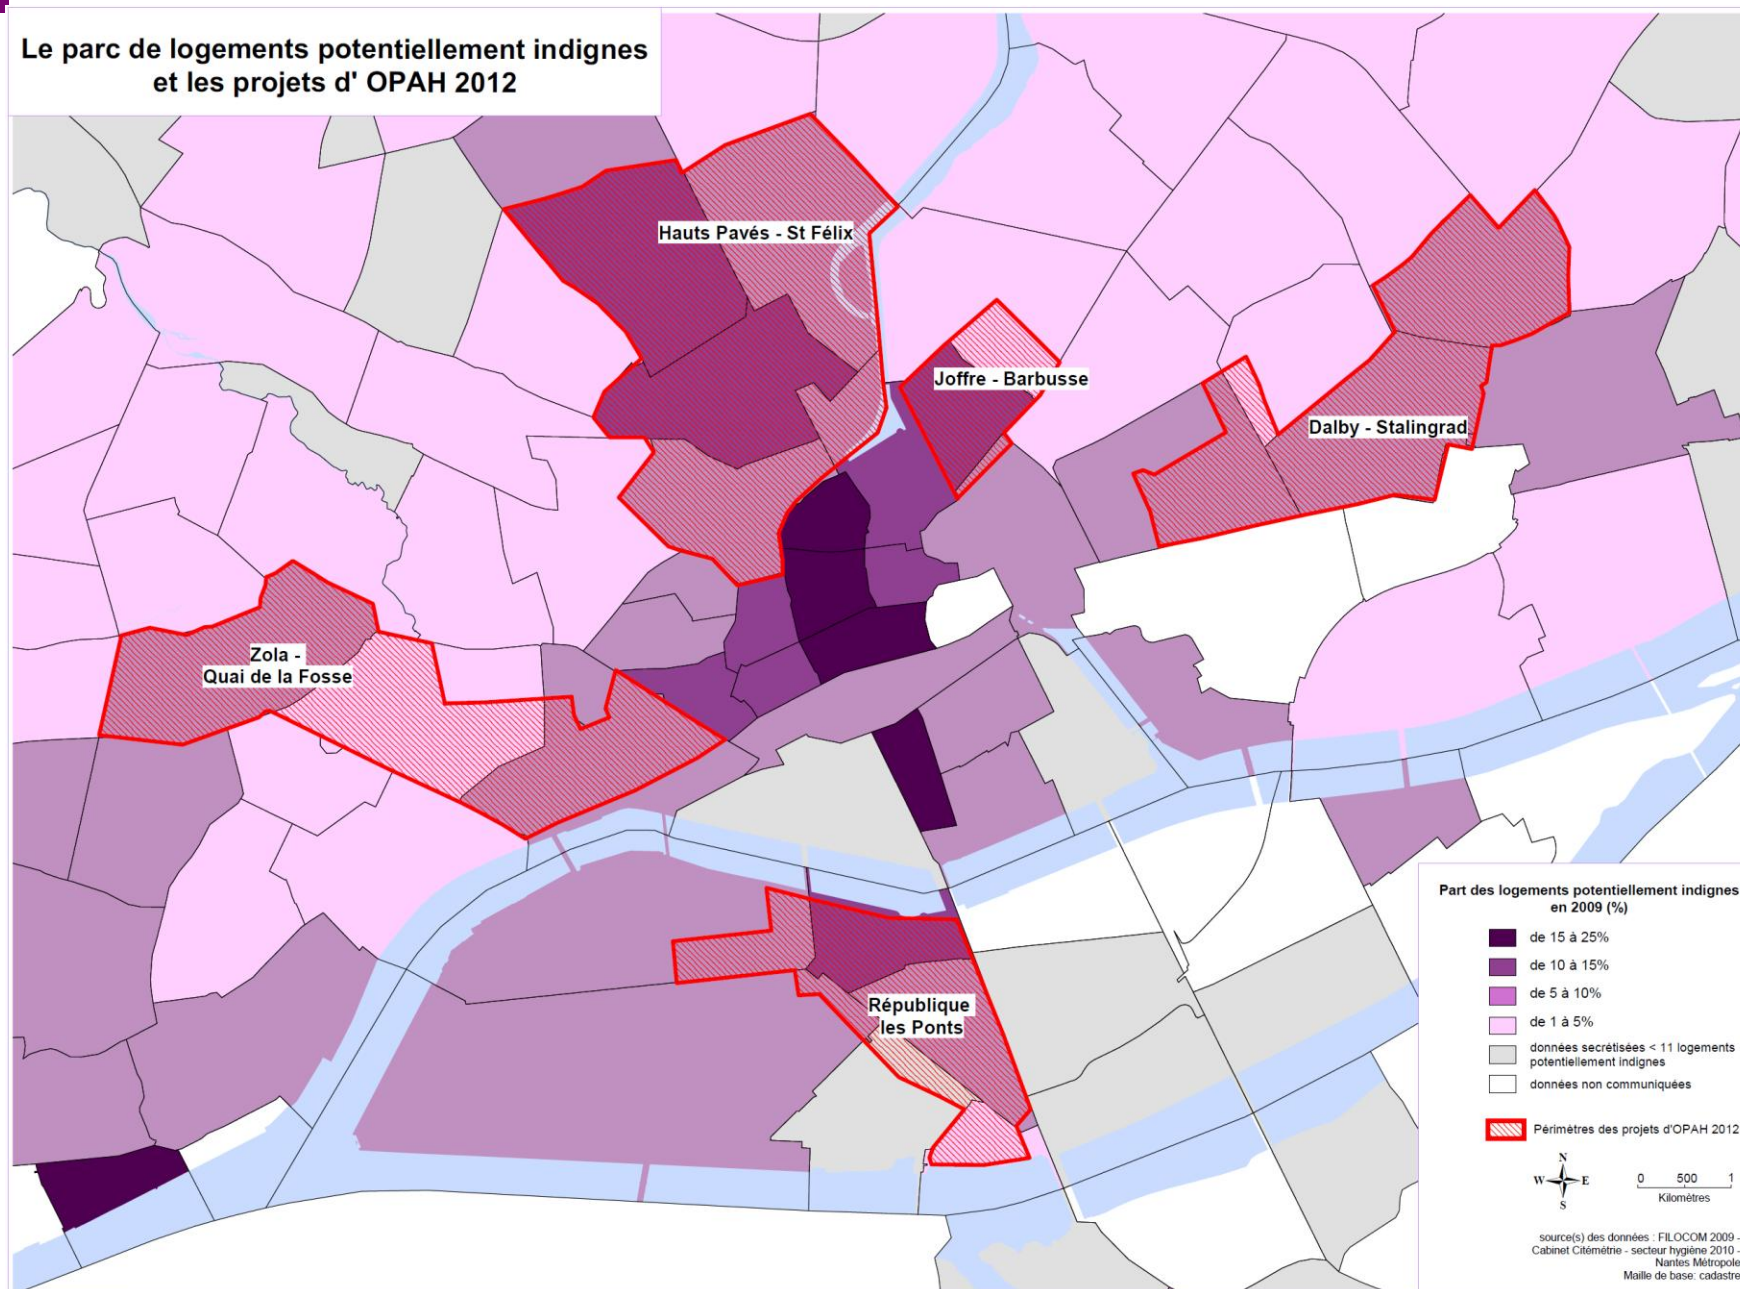 Le parc de logements potentiellement indignes
et les projets d' OPAH 2012
Hauts Pavés - St Félix
Joffre - Barbusse
Dalby - Stalingrad
Zola -
Quai de la Fosse
République
les Ponts
Part des logements potentiellement indignes
en 2009 (%)
de 15 à 25%
de 10 à 15%
de 5 à 10%
de 1 à 5%
données secrètisées < 11 logements
potentiellement indignes
données non communiquées
Périmètres des projets d'OPAH 2012
N
W E
S
0 500 1
Kilomètres
source(s) des données : FILOCOM 2009 -
Cabinet Citémétrie - secteur hygiène 2010 -
Nantes Métropole
Maille de base: cadastre